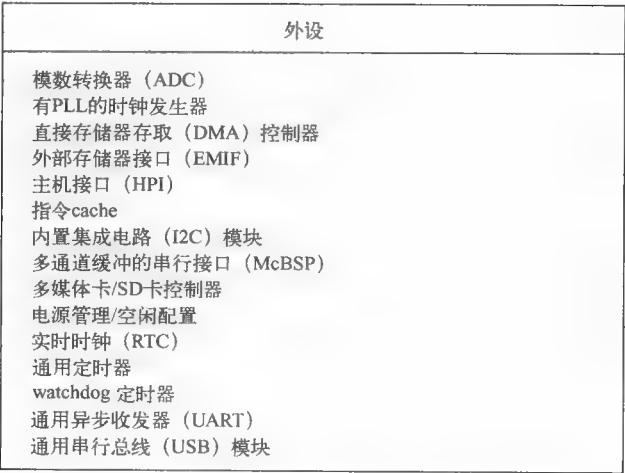 外设
模数转换器（ADC）
有PLL的时钟发生器
直接存储器存取（DMA）控制器
外部存储器接口（EMIF）
主机接口（HPI）
指令cache
内置集成电路（I2C）模块
多通道缓冲的串行接口（McBSP）
多媒体卡/SD卡控制器
电源管理/空闲配置
实时时钟（RTC）
通用定时器
watchdog 定时器
通用异步收发器（UART）
通用串行总线（USB）模块